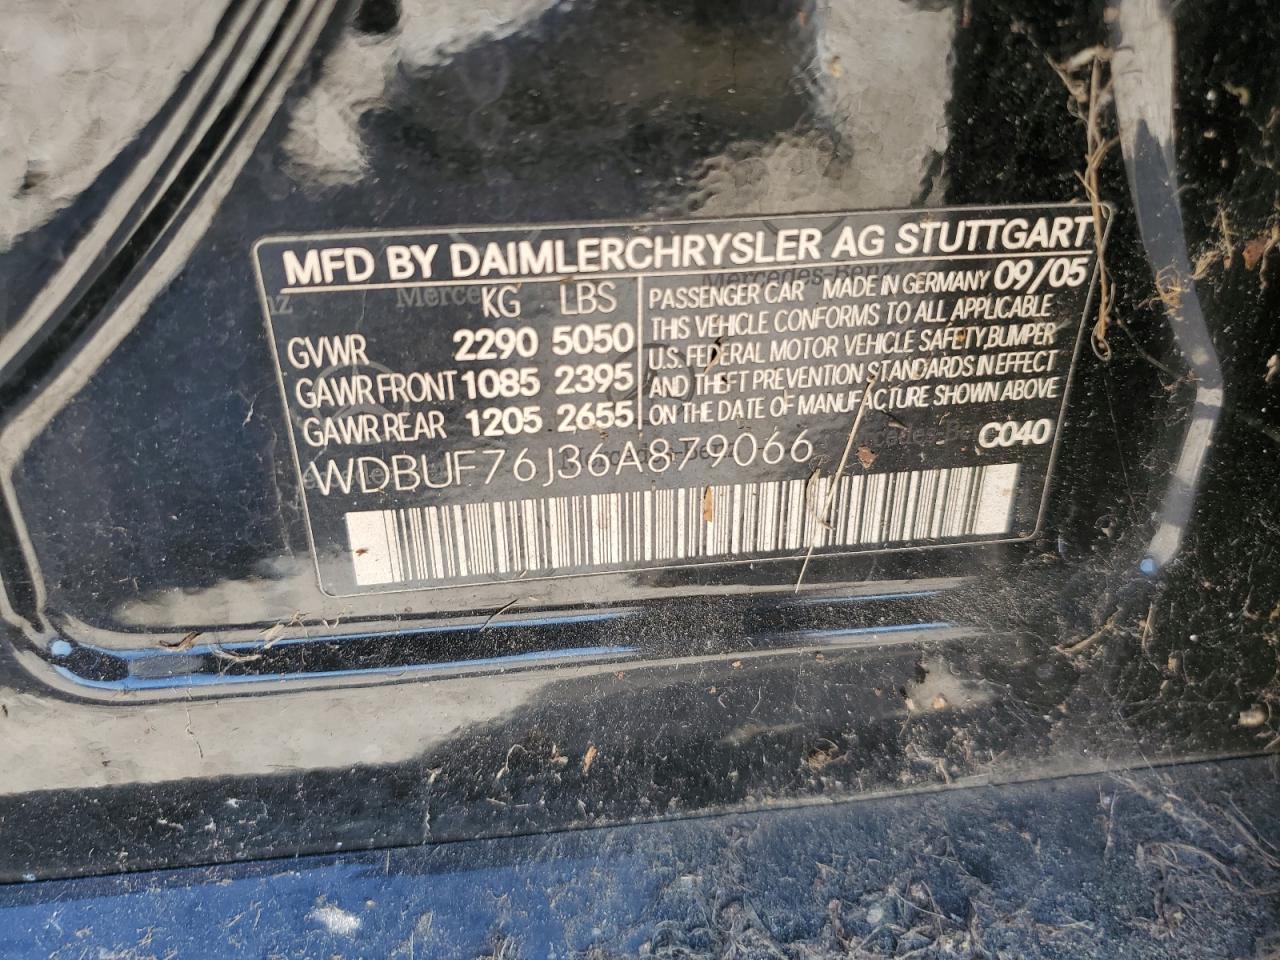 MFD BY DAIMLERCHRYSLER AG STUTTGART
KG LBS
GVWR 2290 5050
GAWR FRONT 1085 2395
GAWR REAR 1205 2655
PASSENGER CAR MADE IN GERMANY 09/05
THIS VEHICLE CONFORMS TO ALL APPLICABLE
U.S. FEDERAL MOTOR VEHICLE SAFETY,BUMPER
AND THEFT PREVENTION STANDARDS IN EFFECT
ON THE DATE OF MANUFACTURE SHOWN ABOVE
C040
WDBUF76J36A879066
Mercedes-Benz